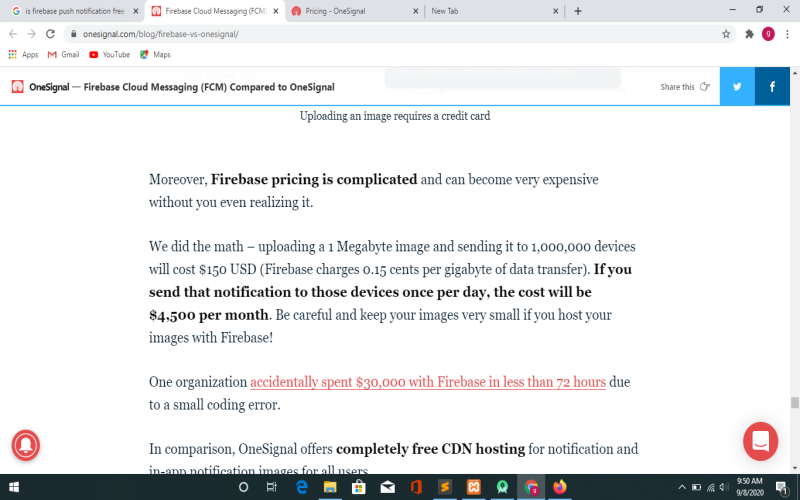 is firebase push notification free
Firebase Cloud Messaging (FCM)
Pricing - OneSignal
New Tab
onesignal.com/blog/firebase-vs-onesignal/
g
Apps
Gmail
YouTube
Maps
OneSignal — Firebase Cloud Messaging (FCM) Compared to OneSignal
Share this
Uploading an image requires a credit card
Moreover, Firebase pricing is complicated and can become very expensive
without you even realizing it.
We did the math – uploading a 1 Megabyte image and sending it to 1,000,000 devices
will cost $150 USD (Firebase charges 0.15 cents per gigabyte of data transfer). If you
send that notification to those devices once per day, the cost will be
$4,500 per month. Be careful and keep your images very small if you host your
images with Firebase!
One organization accidentally spent $30,000 with Firebase in less than 72 hours due
to a small coding error.
In comparison, OneSignal offers completely free CDN hosting for notification and
in-app notification images for all users.
9:50 AM
9/8/2020